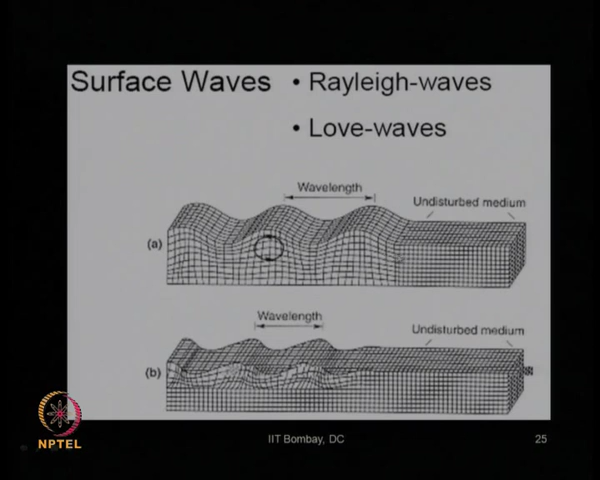 Surface Waves
• Rayleigh-waves
• Love-waves
Wavelength
Undisturbed medium
(a)
Wavelength
Undisturbed medium
(b)
NPTEL
IIT Bombay, DC
25